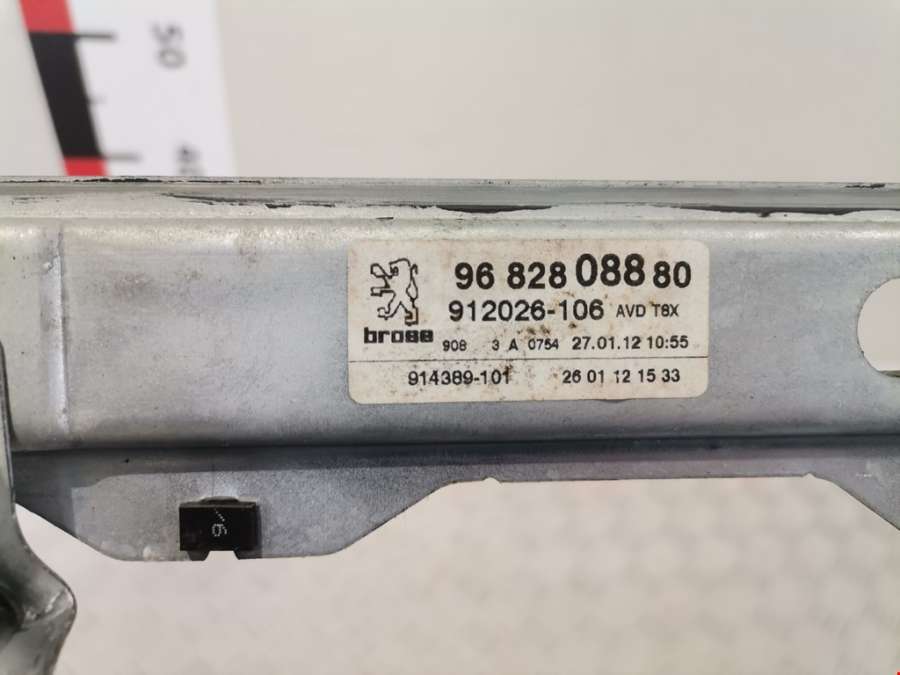 50
96 828 088 80
912026-106 AVD T8X
brose 908 3 A 0754 27.01.12 10:55
914389-101 26 01 12 15 33